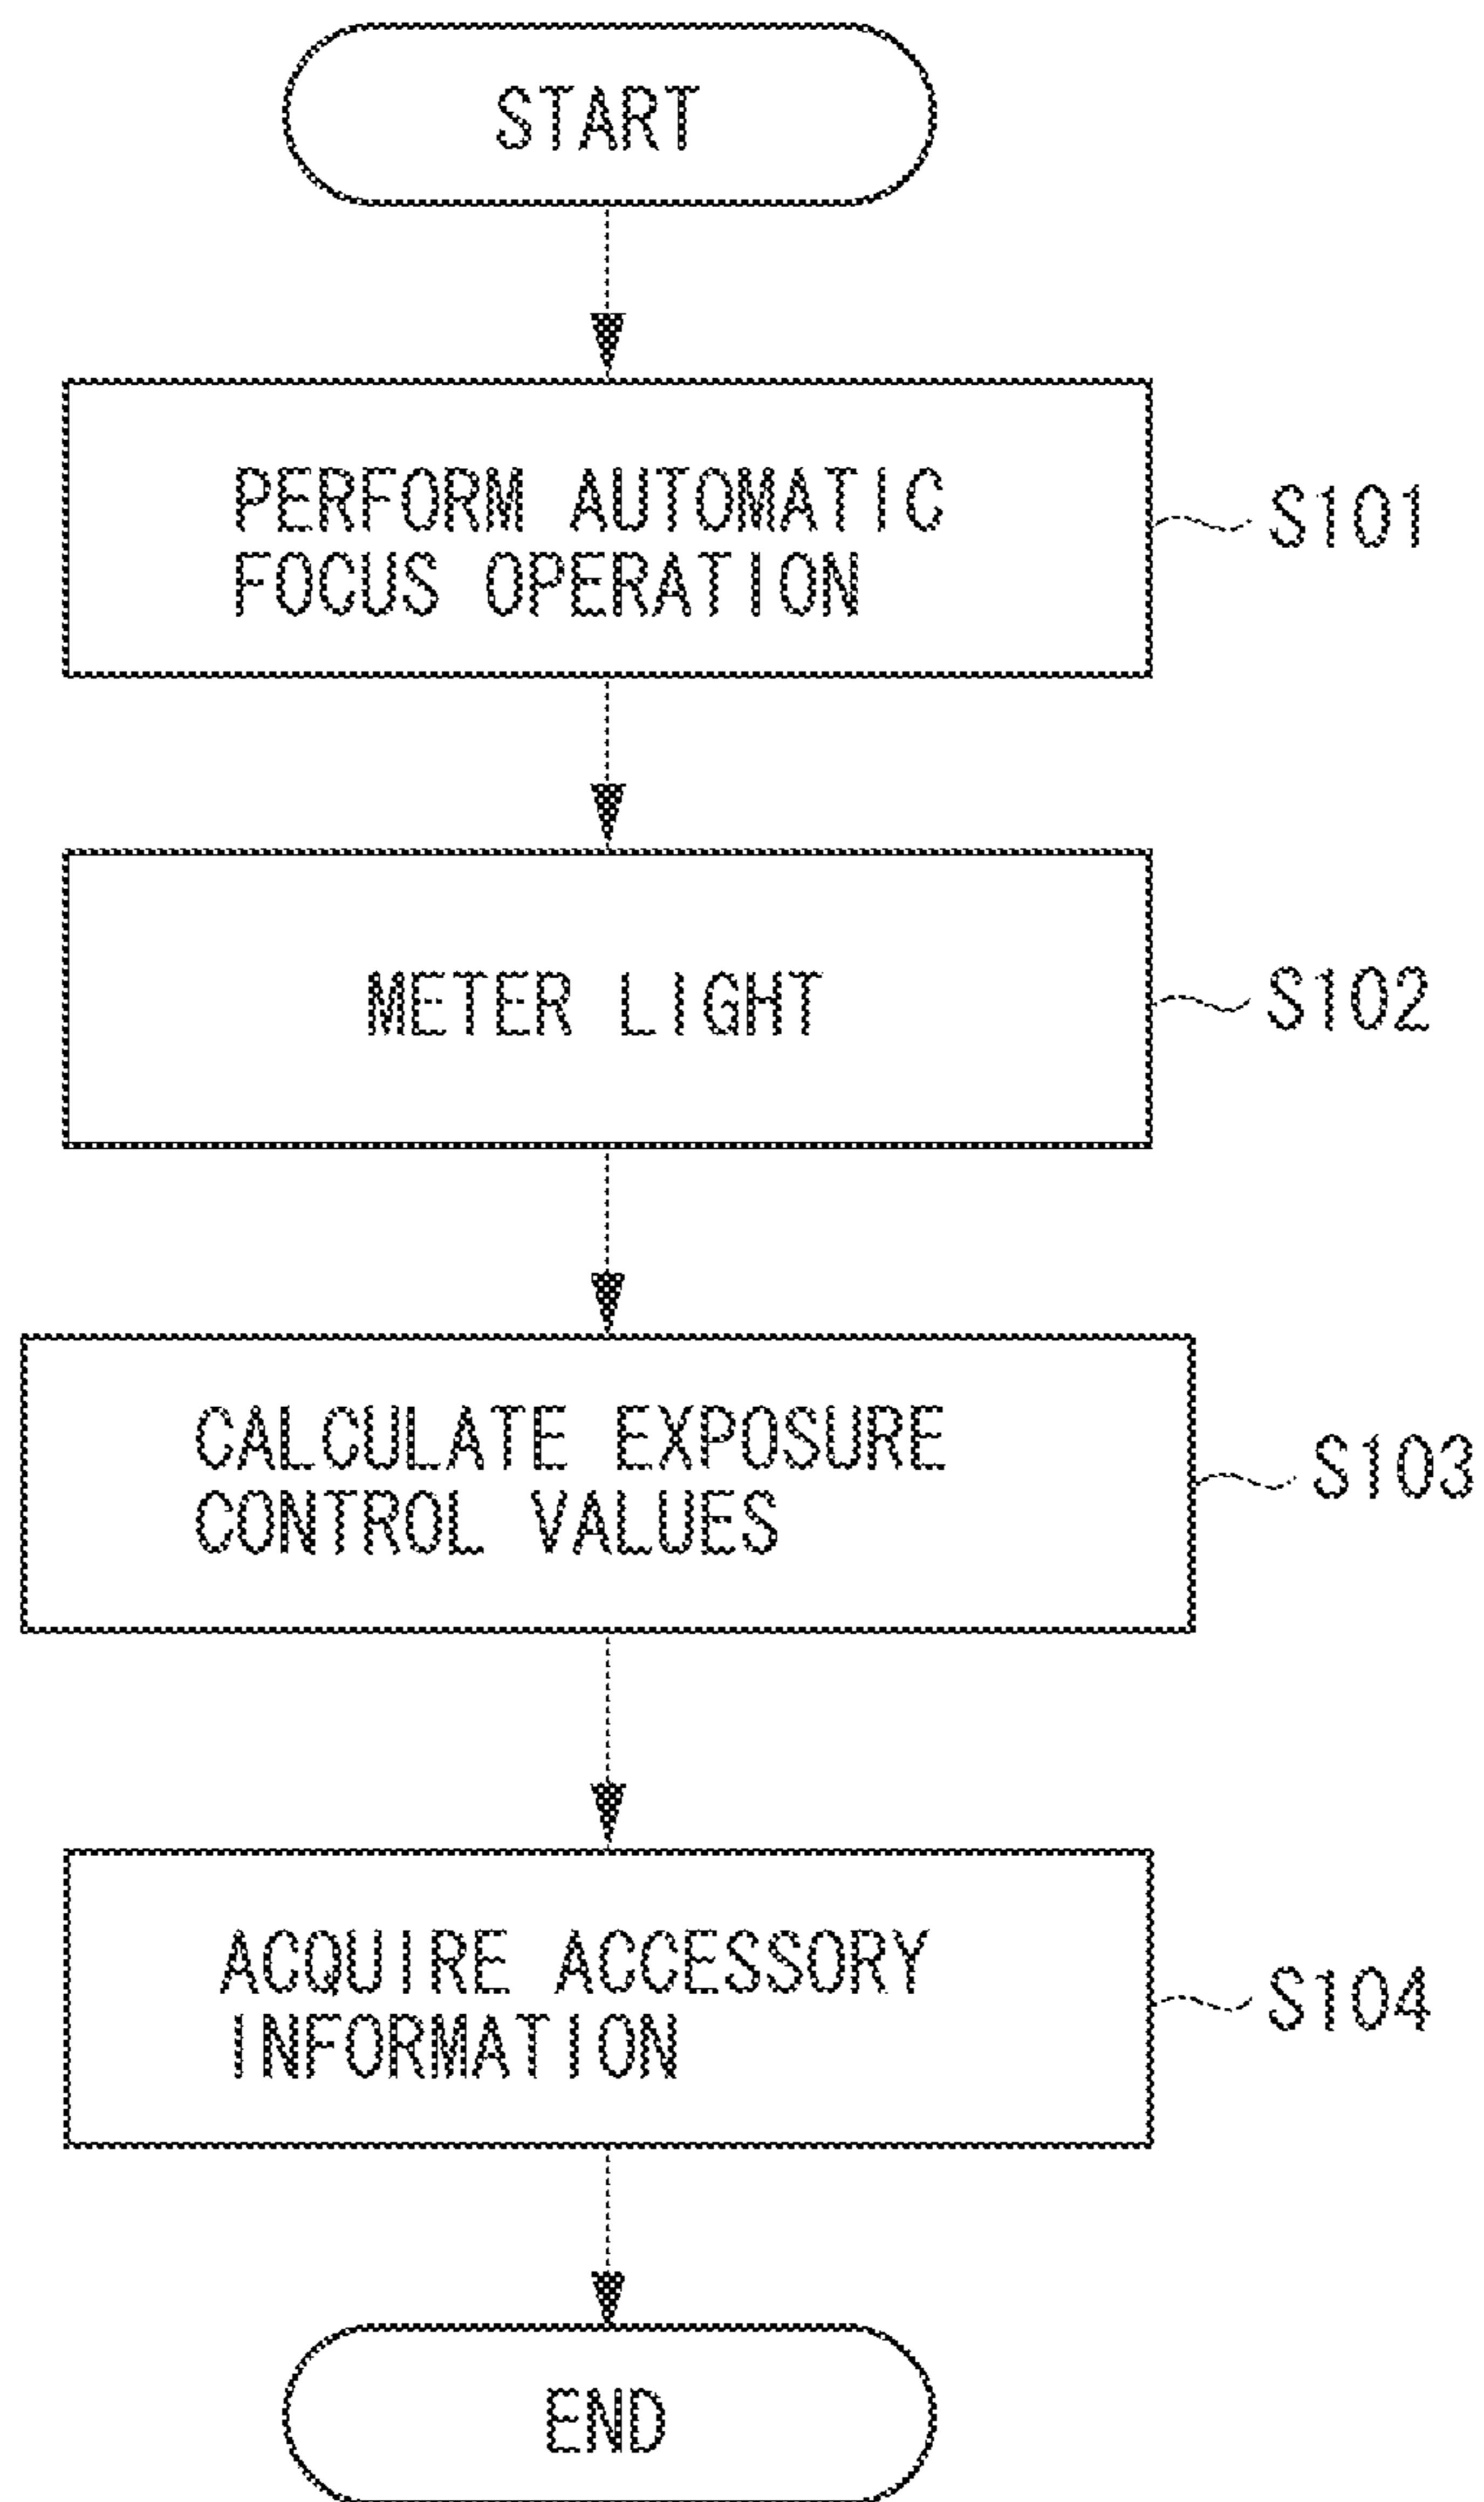 START
PERFORM AUTOMATIC
FOCUS OPERATION
S101
METER LIGHT
S102
CALCULATE EXPOSURE
CONTROL VALUES
S103
ACQUIRE ACCESSORY
INFORMATION
S104
END